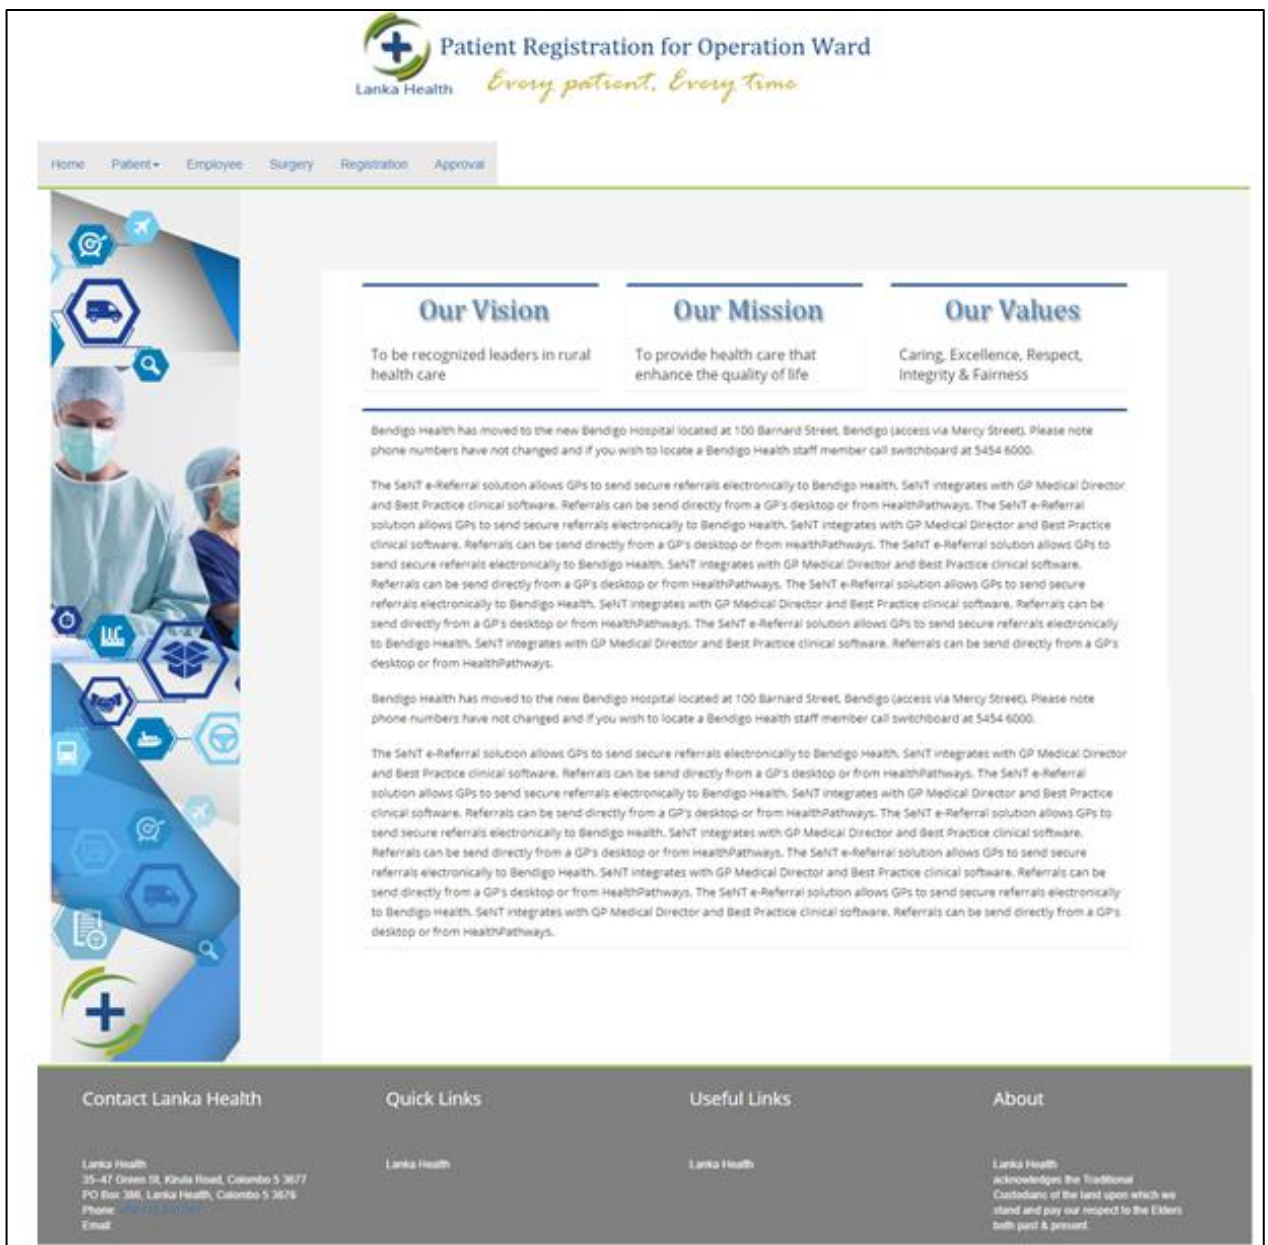 Patient Registration for Operation Ward
Every patient, Every time
Lanka Health
Home Patient Employee Surgery Registration Approval
Our Vision Our Mission Our Values
To be recognized leaders in rural health care
To provide health care that enhance the quality of life
Caring, Excellence, Respect, Integrity & Fairness
Bendigo Health has moved to the new Bendigo Hospital located at 100 Barnard Street, Bendigo (access via Mercy Street). Please note
phone numbers have not changed and if you wish to locate a Bendigo Health staff member call switchboard at 5454 6000.
The SeNT e-Referral solution allows GPs to send secure referrals electronically to Bendigo Health. SeNT integrates with GP Medical Director
and Best Practice clinical software. Referrals can be send directly from a GP's desktop or from HealthPathways. The SeNT e-Referral
solution allows GPs to send secure referrals electronically to Bendigo Health. SeNT integrates with GP Medical Director and Best Practice
clinical software. Referrals can be send directly from a GP's desktop or from HealthPathways. The SeNT e-Referral solution allows GPs to
send secure referrals electronically to Bendigo Health. SeNT integrates with GP Medical Director and Best Practice clinical software.
Referrals can be send directly from a GP's desktop or from HealthPathways. The SeNT e-Referral solution allows GPs to send secure
referrals electronically to Bendigo Health. SeNT integrates with GP Medical Director and Best Practice clinical software. Referrals can be
send directly from a GP's desktop or from HealthPathways. The SeNT e-Referral solution allows GPs to send secure referrals electronically
to Bendigo Health. SeNT integrates with GP Medical Director and Best Practice clinical software. Referrals can be send directly from a GP's
desktop or from HealthPathways.
Bendigo Health has moved to the new Bendigo Hospital located at 100 Barnard Street, Bendigo (access via Mercy Street). Please note
phone numbers have not changed and if you wish to locate a Bendigo Health staff member call switchboard at 5454 6000.
The SeNT e-Referral solution allows GPs to send secure referrals electronically to Bendigo Health. SeNT integrates with GP Medical Director
and Best Practice clinical software. Referrals can be send directly from a GP's desktop or from HealthPathways. The SeNT e-Referral
solution allows GPs to send secure referrals electronically to Bendigo Health. SeNT integrates with GP Medical Director and Best Practice
clinical software. Referrals can be send directly from a GP's desktop or from HealthPathways. The SeNT e-Referral solution allows GPs to
send secure referrals electronically to Bendigo Health. SeNT integrates with GP Medical Director and Best Practice clinical software.
Referrals can be send directly from a GP's desktop or from HealthPathways. The SeNT e-Referral solution allows GPs to send secure
referrals electronically to Bendigo Health. SeNT integrates with GP Medical Director and Best Practice clinical software. Referrals can be
send directly from a GP's desktop or from HealthPathways. The SeNT e-Referral solution allows GPs to send secure referrals electronically
to Bendigo Health. SeNT integrates with GP Medical Director and Best Practice clinical software. Referrals can be send directly from a GP's
desktop or from HealthPathways.
LLC
Contact Lanka Health
Lanka Health
35-47 Green St, Kirula Road, Colombo 5 3677
PO Box 386, Lanka Health, Colombo 5 3676
Phone
Email
Quick Links
Lanka Health
Useful Links
Lanka Health
About
Lanka Health
acknowledges the Traditional
Custodians of the land upon which we
stand and pay our respect to the Elders
both past & present.